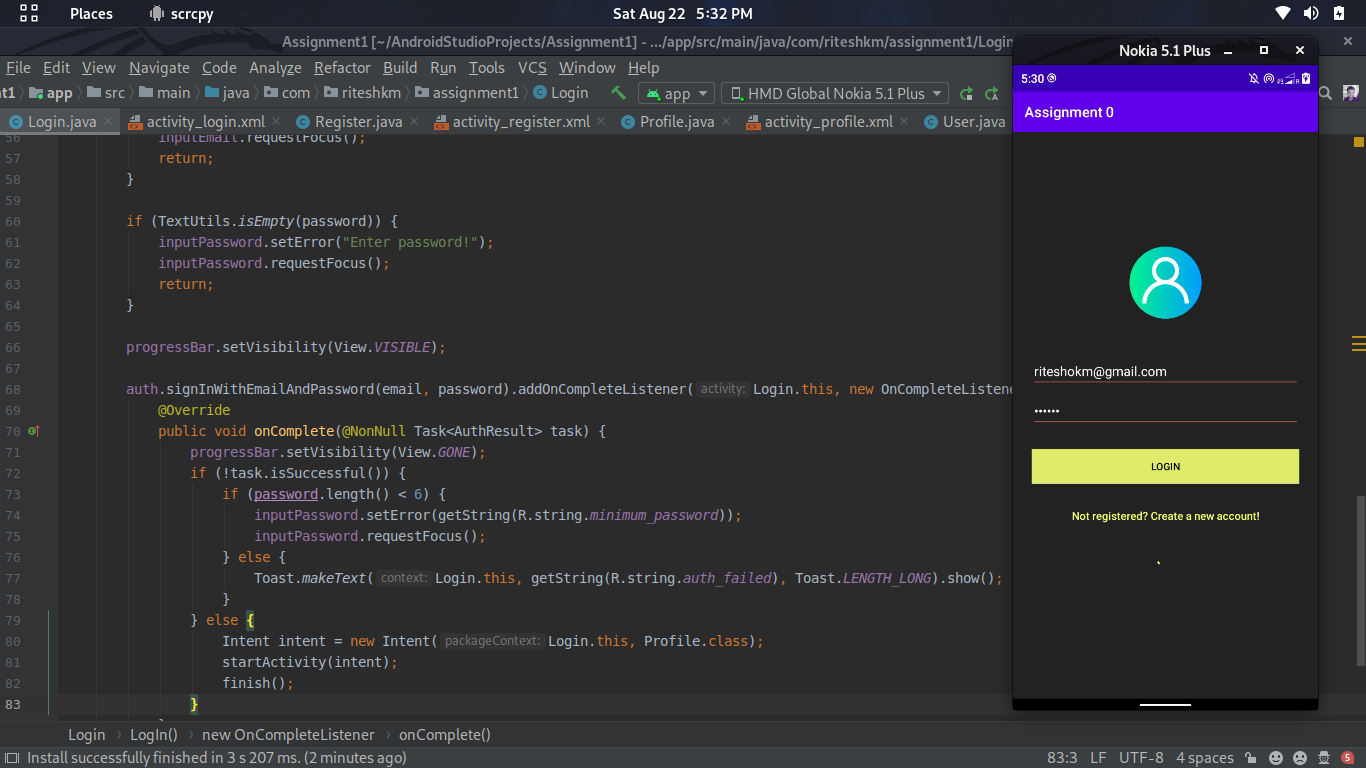 Places
scrcpy
Sat Aug 22 5:32 PM
Assignment1 [~/AndroidStudioProjects/Assignment1] - .../app/src/main/java/com/riteshkm/assignment1/Login
File Edit View Navigate Code Analyze Refactor Build Run Tools VCS Window Help
t1 app src main java com riteshkm assignment1 Login app HMD Global Nokia 5.1 Plus
Login.java activity_login.xml Register.java activity_register.xml Profile.java activity_profile.xml User.java
56 inputEmail.requestFocus();
57 return;
58 }
59
60 if (TextUtils.isEmpty(password)) {
61 inputPassword.setError("Enter password!");
62 inputPassword.requestFocus();
63 return;
64 }
65
66 progressBar.setVisibility(View.VISIBLE);
67
68 auth.signInWithEmailAndPassword(email, password).addOnCompleteListener( activity: Login.this, new OnCompleteListene
69 @Override
70 public void onComplete(@NonNull Task<AuthResult> task) {
71 progressBar.setVisibility(View.GONE);
72 if (!task.isSuccessful()) {
73 if (password.length() < 6) {
74 inputPassword.setError(getString(R.string.minimum_password));
75 inputPassword.requestFocus();
76 } else {
77 Toast.makeText( context: Login.this, getString(R.string.auth_failed), Toast.LENGTH_LONG).show();
78 }
79 } else {
80 Intent intent = new Intent( packageContext: Login.this, Profile.class);
81 startActivity(intent);
82 finish();
83 }
Login LogIn() new OnCompleteListener onComplete()
Install successfully finished in 3 s 207 ms. (2 minutes ago)
83:3 LF UTF-8 4 spaces 5
Nokia 5.1 Plus
5:30
Assignment 0
riteshokm@gmail.com
••••••
LOGIN
Not registered? Create a new account!